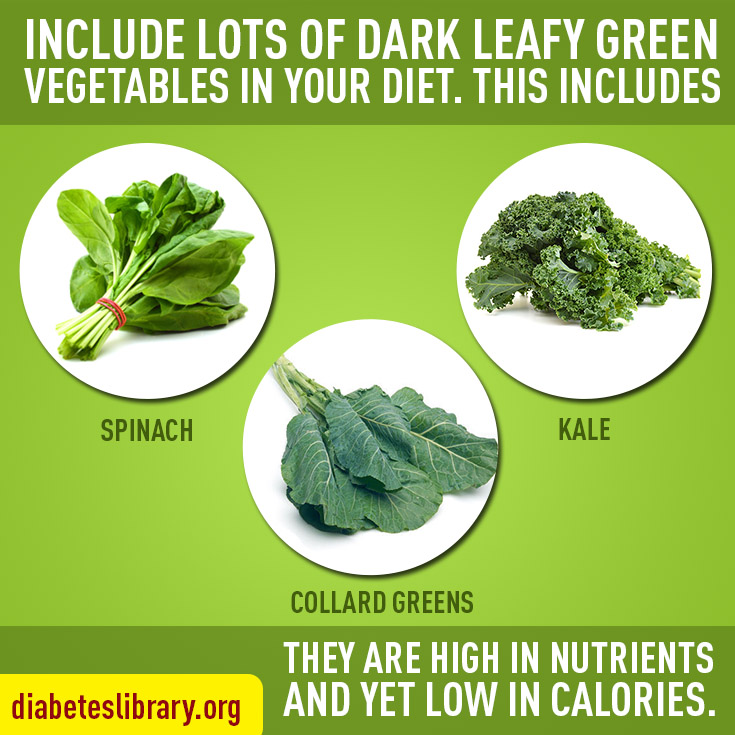 INCLUDE LOTS OF DARK LEAFY GREEN
VEGETABLES IN YOUR DIET. THIS INCLUDES
SPINACH
KALE
COLLARD GREENS
THEY ARE HIGH IN NUTRIENTS
AND YET LOW IN CALORIES.
diabeteslibrary.org